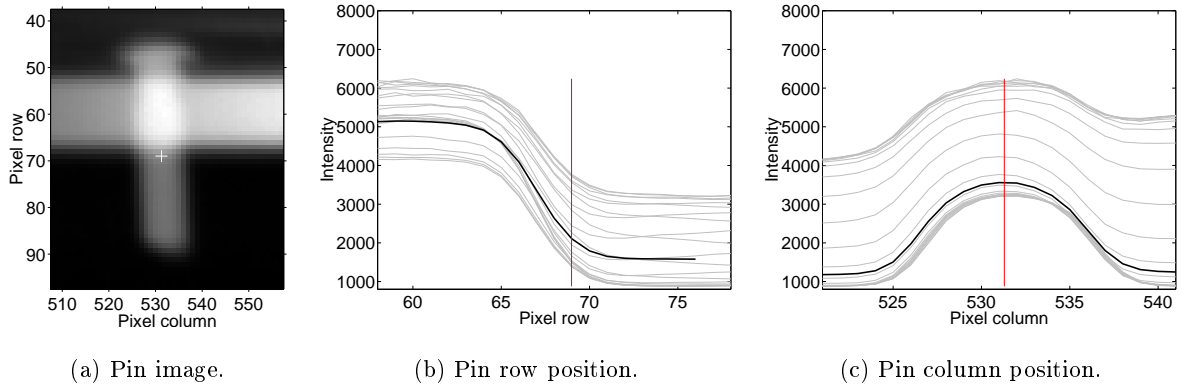 40
50
60
70
80
90
Pixel row
510 520 530 540 550
Pixel column
8000
7000
6000
5000
4000
3000
2000
1000
Intensity
60 65 70 75
Pixel row
8000
7000
6000
5000
4000
3000
2000
1000
Intensity
525 530 535 540
Pixel column
(a) Pin image.
(b) Pin row position.
(c) Pin column position.